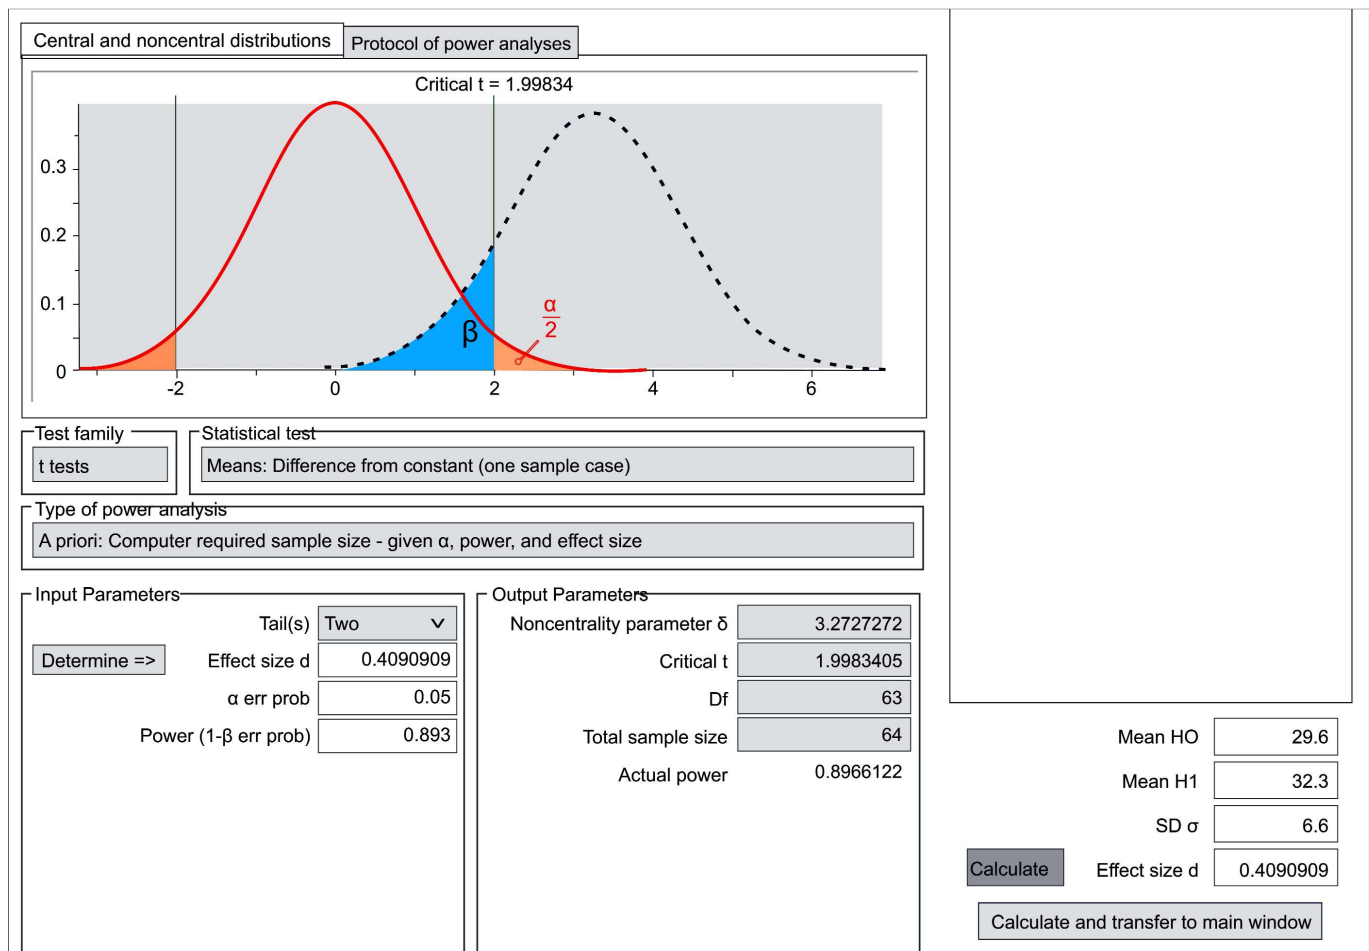 Central and noncentral distributions
Protocol of power analyses
Critical t = 1.99834
0.3
0.2
0.1
0
β
α
2
-2
0
2
4
6
Test family
t tests
Statistical test
Means: Difference from constant (one sample case)
Type of power analysis
A priori: Computer required sample size - given α, power, and effect size
Input Parameters
Tail(s) Two
Determine => Effect size d 0.4090909
α err prob 0.05
Power (1-β err prob) 0.893
Output Parameters
Noncentrality parameter δ 3.2727272
Critical t 1.9983405
Df 63
Total sample size 64
Actual power 0.8966122
Mean HO 29.6
Mean H1 32.3
SD σ 6.6
Calculate Effect size d 0.4090909
Calculate and transfer to main window